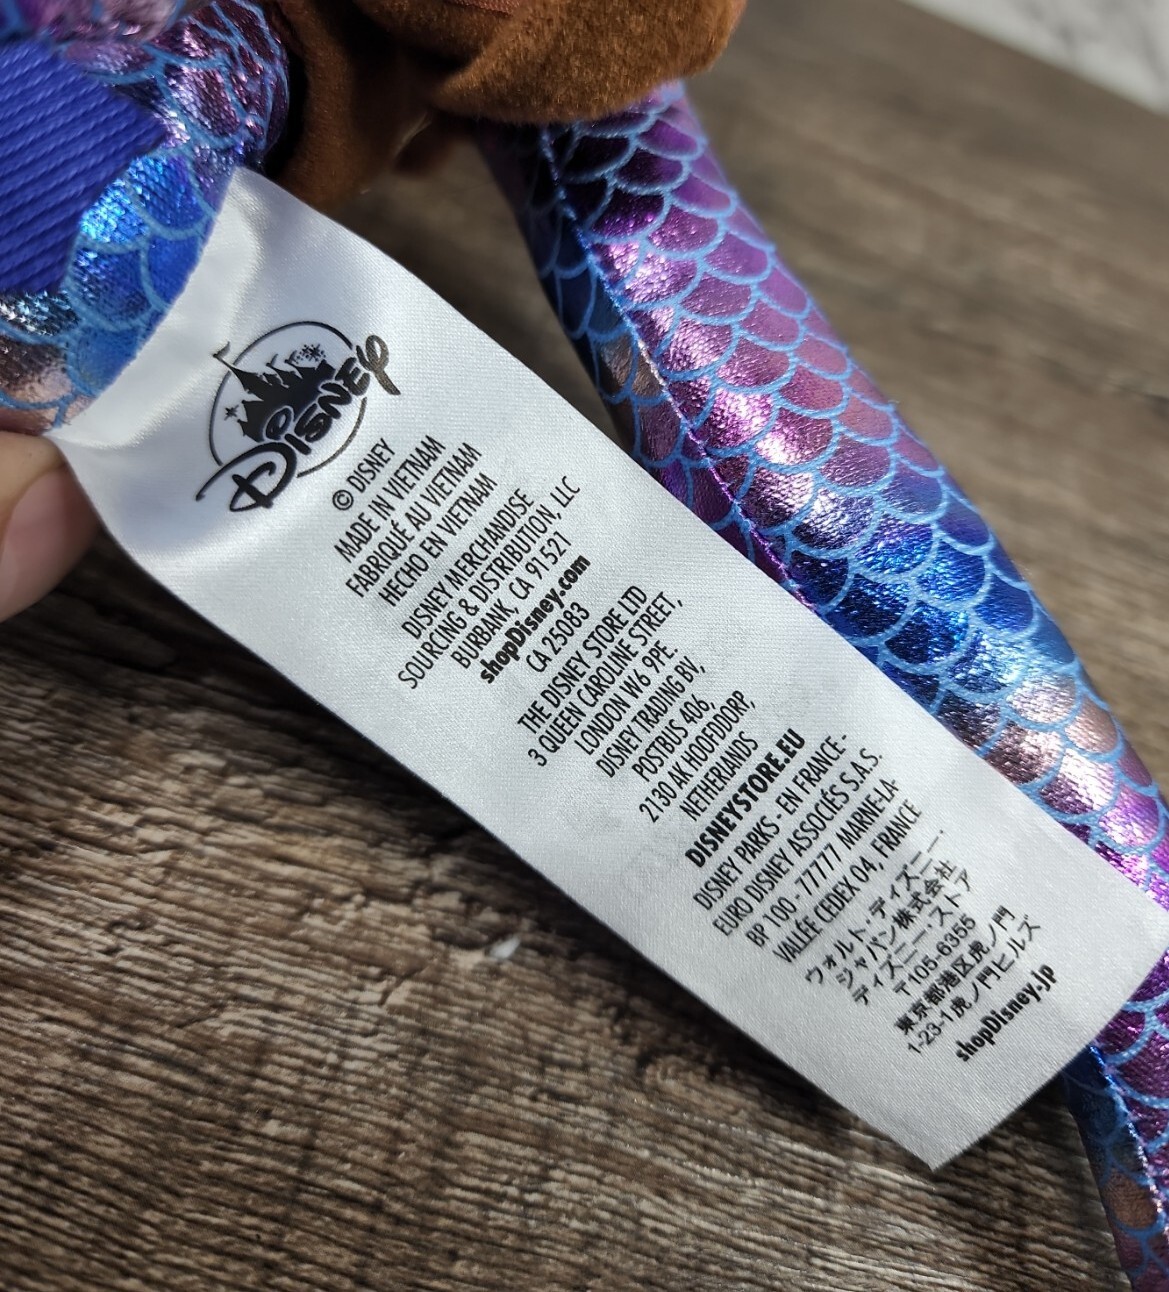 Disney
© DISNEY
MADE IN VIETNAM
FABRIQUÉ AU VIETNAM
HECHO EN VIETNAM
DISNEY MERCHANDISE
SOURCING & DISTRIBUTION, LLC
BURBANK, CA 91521
shopDisney.com
CA 25083
THE DISNEY STORE LTD
3 QUEEN CAROLINE STREET,
LONDON W6 9PE.
DISNEY TRADING BV,
POSTBUS 406,
2130 AK HOOFDDORP,
NETHERLANDS
DISNEYSTORE.EU
DISNEY PARKS - EN FRANCE -
EURO DISNEY ASSOCIÉS S.A.S.
BP 100 - 77777 MARNE-LA-
VALLÉE CEDEX 04, FRANCE
ウォルト・ディズニー・
ジャパン株式会社
ディズニー・ストア
〒105-6355
東京都港区虎ノ門
1-23-1虎ノ門ヒルズ
shopDisney.jp